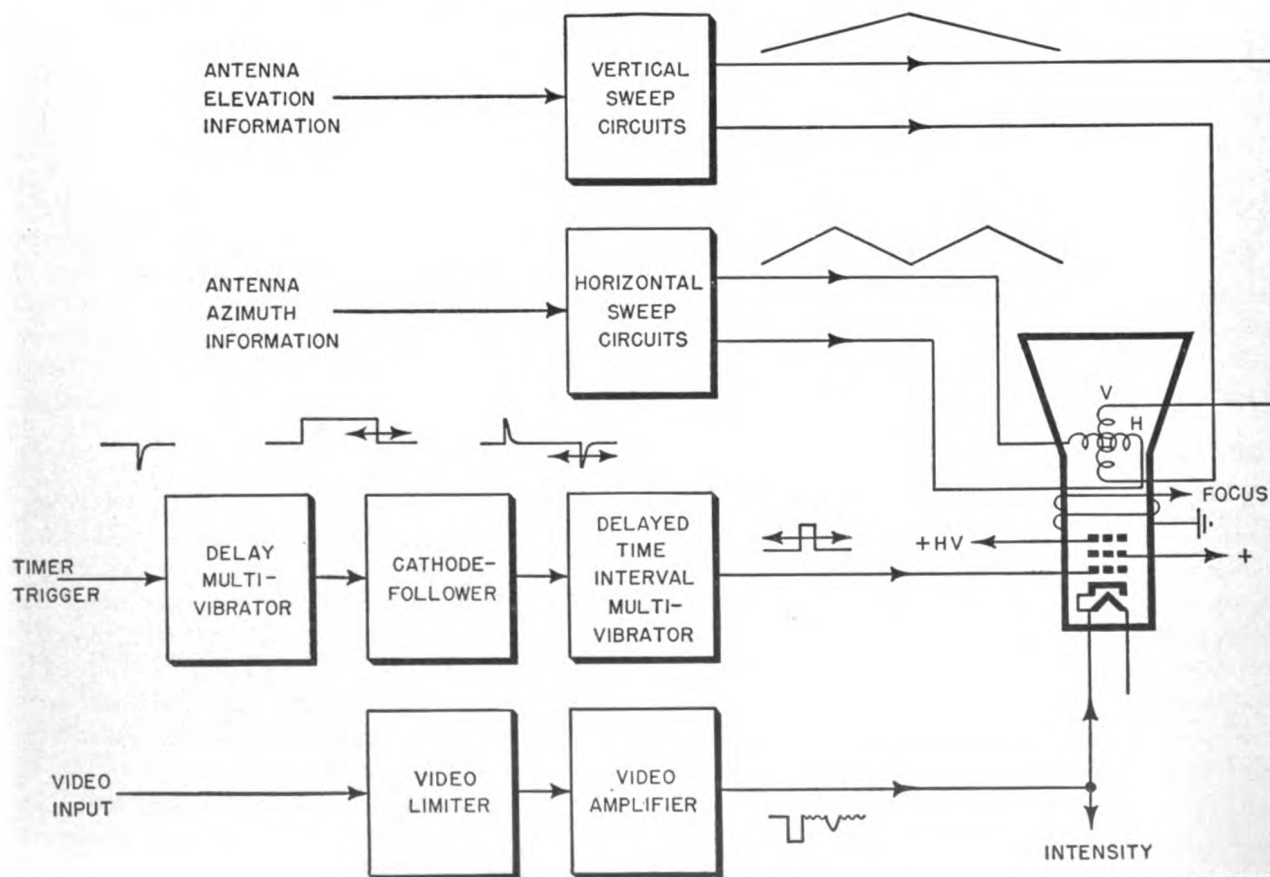 ANTENNA
ELEVATION
INFORMATION
VERTICAL
SWEEP
CIRCUITS
ANTENNA
AZIMUTH
INFORMATION
HORIZONTAL
SWEEP
CIRCUITS
V
H
FOCUS
+HV
+
TIMER
TRIGGER
DELAY
MULTI-
VIBRATOR
CATHODE-
FOLLOWER
DELAYED
TIME
INTERVAL
MULTI-
VIBRATOR
VIDEO
INPUT
VIDEO
LIMITER
VIDEO
AMPLIFIER
INTENSITY